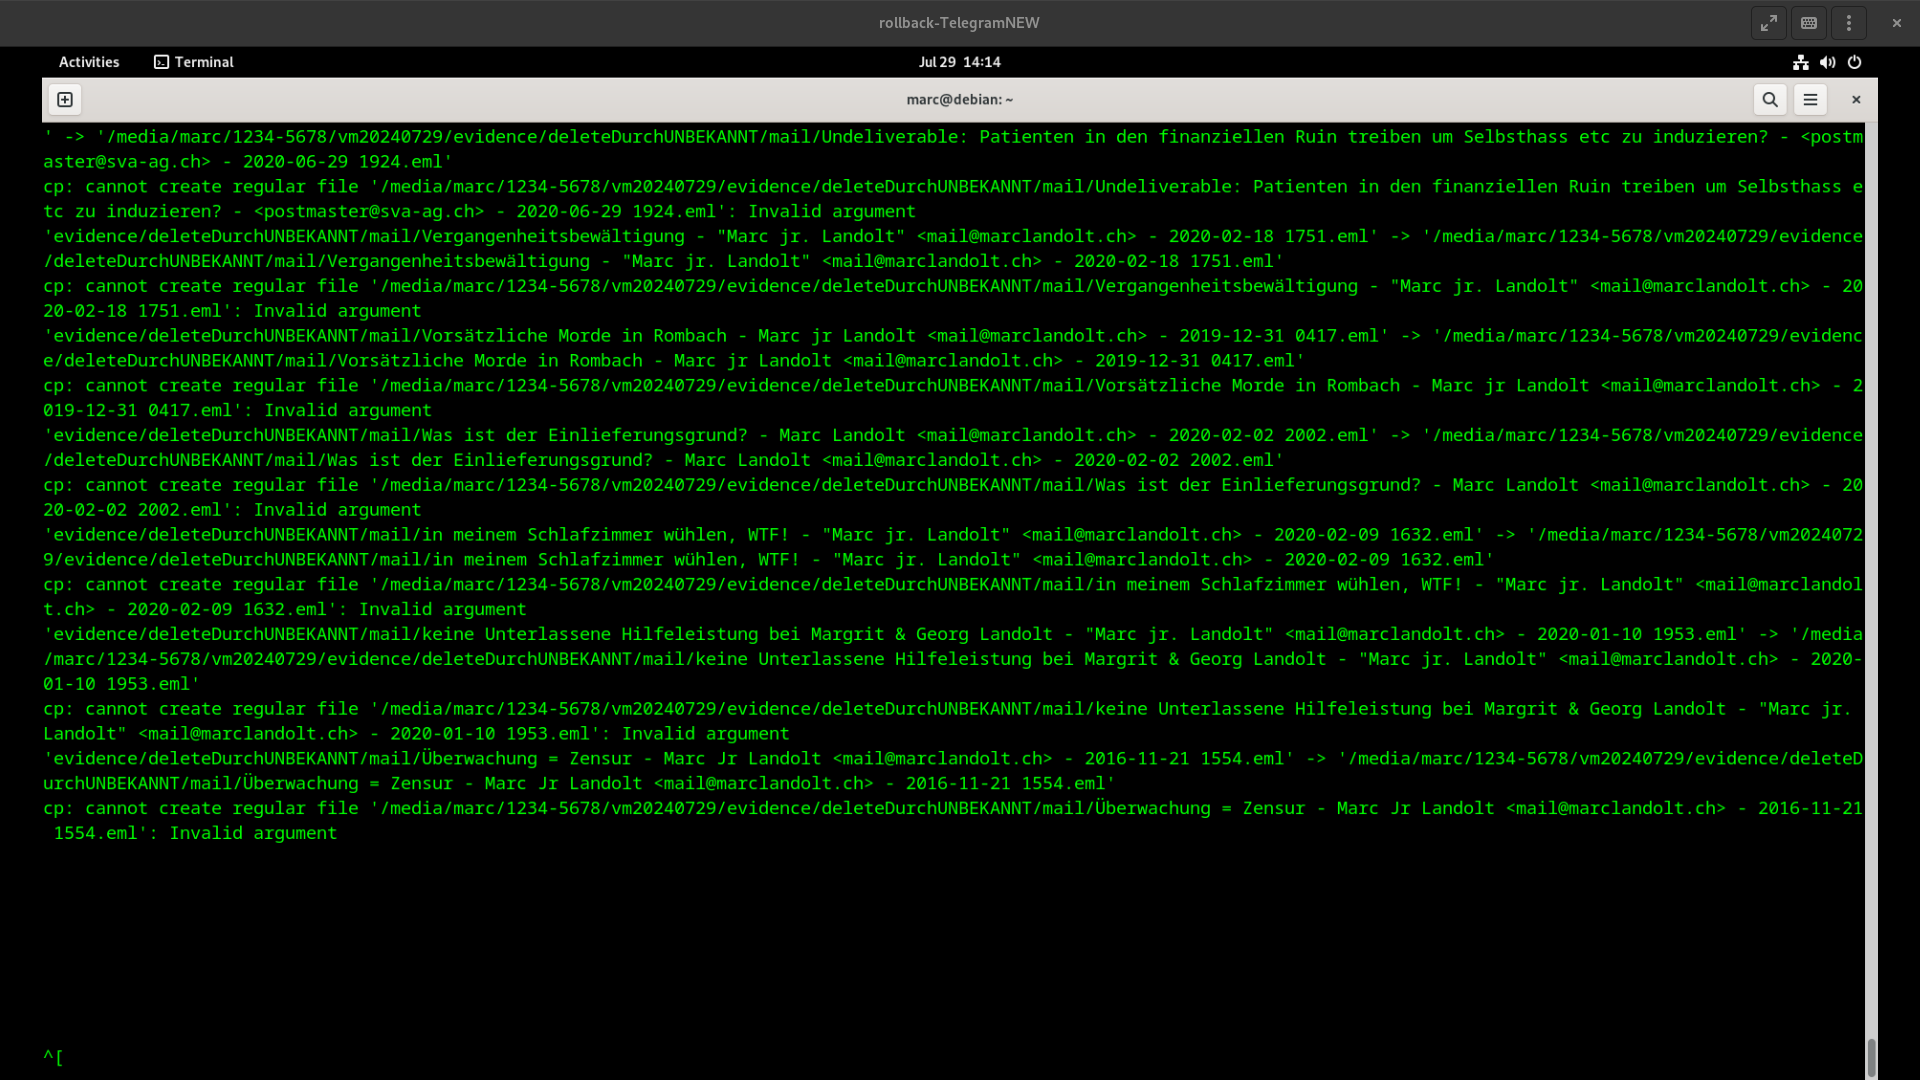 rollback-TelegramNEW
Activities
Terminal
Jul 29 14:14
marc@debian: ~
' -> '/media/marc/1234-5678/vm20240729/evidence/deleteDurchUNBEKANNT/mail/Undeliverable: Patienten in den finanziellen Ruin treiben um Selbsthass etc zu induzieren? - <postm
aster@sva-ag.ch> - 2020-06-29 1924.eml'
cp: cannot create regular file '/media/marc/1234-5678/vm20240729/evidence/deleteDurchUNBEKANNT/mail/Undeliverable: Patienten in den finanziellen Ruin treiben um Selbsthass e
tc zu induzieren? - <postmaster@sva-ag.ch> - 2020-06-29 1924.eml': Invalid argument
'evidence/deleteDurchUNBEKANNT/mail/Vergangenheitsbewältigung - "Marc jr. Landolt" <mail@marclandolt.ch> - 2020-02-18 1751.eml' -> '/media/marc/1234-5678/vm20240729/evidence
/deleteDurchUNBEKANNT/mail/Vergangenheitsbewältigung - "Marc jr. Landolt" <mail@marclandolt.ch> - 2020-02-18 1751.eml'
cp: cannot create regular file '/media/marc/1234-5678/vm20240729/evidence/deleteDurchUNBEKANNT/mail/Vergangenheitsbewältigung - "Marc jr. Landolt" <mail@marclandolt.ch> - 20
20-02-18 1751.eml': Invalid argument
'evidence/deleteDurchUNBEKANNT/mail/Vorsätzliche Morde in Rombach - Marc jr Landolt <mail@marclandolt.ch> - 2019-12-31 0417.eml' -> '/media/marc/1234-5678/vm20240729/evidenc
e/deleteDurchUNBEKANNT/mail/Vorsätzliche Morde in Rombach - Marc jr Landolt <mail@marclandolt.ch> - 2019-12-31 0417.eml'
cp: cannot create regular file '/media/marc/1234-5678/vm20240729/evidence/deleteDurchUNBEKANNT/mail/Vorsätzliche Morde in Rombach - Marc jr Landolt <mail@marclandolt.ch> - 2
019-12-31 0417.eml': Invalid argument
'evidence/deleteDurchUNBEKANNT/mail/Was ist der Einlieferungsgrund? - Marc Landolt <mail@marclandolt.ch> - 2020-02-02 2002.eml' -> '/media/marc/1234-5678/vm20240729/evidence
/deleteDurchUNBEKANNT/mail/Was ist der Einlieferungsgrund? - Marc Landolt <mail@marclandolt.ch> - 2020-02-02 2002.eml'
cp: cannot create regular file '/media/marc/1234-5678/vm20240729/evidence/deleteDurchUNBEKANNT/mail/Was ist der Einlieferungsgrund? - Marc Landolt <mail@marclandolt.ch> - 20
20-02-02 2002.eml': Invalid argument
'evidence/deleteDurchUNBEKANNT/mail/in meinem Schlafzimmer wühlen, WTF! - "Marc jr. Landolt" <mail@marclandolt.ch> - 2020-02-09 1632.eml' -> '/media/marc/1234-5678/vm2024072
9/evidence/deleteDurchUNBEKANNT/mail/in meinem Schlafzimmer wühlen, WTF! - "Marc jr. Landolt" <mail@marclandolt.ch> - 2020-02-09 1632.eml'
cp: cannot create regular file '/media/marc/1234-5678/vm20240729/evidence/deleteDurchUNBEKANNT/mail/in meinem Schlafzimmer wühlen, WTF! - "Marc jr. Landolt" <mail@marclandol
t.ch> - 2020-02-09 1632.eml': Invalid argument
'evidence/deleteDurchUNBEKANNT/mail/keine Unterlassene Hilfeleistung bei Margrit & Georg Landolt - "Marc jr. Landolt" <mail@marclandolt.ch> - 2020-01-10 1953.eml' -> '/media
/marc/1234-5678/vm20240729/evidence/deleteDurchUNBEKANNT/mail/keine Unterlassene Hilfeleistung bei Margrit & Georg Landolt - "Marc jr. Landolt" <mail@marclandolt.ch> - 2020-
01-10 1953.eml'
cp: cannot create regular file '/media/marc/1234-5678/vm20240729/evidence/deleteDurchUNBEKANNT/mail/keine Unterlassene Hilfeleistung bei Margrit & Georg Landolt - "Marc jr.
Landolt" <mail@marclandolt.ch> - 2020-01-10 1953.eml': Invalid argument
'evidence/deleteDurchUNBEKANNT/mail/Überwachung = Zensur - Marc Jr Landolt <mail@marclandolt.ch> - 2016-11-21 1554.eml' -> '/media/marc/1234-5678/vm20240729/evidence/deleteD
urchUNBEKANNT/mail/Überwachung = Zensur - Marc Jr Landolt <mail@marclandolt.ch> - 2016-11-21 1554.eml'
cp: cannot create regular file '/media/marc/1234-5678/vm20240729/evidence/deleteDurchUNBEKANNT/mail/Überwachung = Zensur - Marc Jr Landolt <mail@marclandolt.ch> - 2016-11-21
1554.eml': Invalid argument
^[